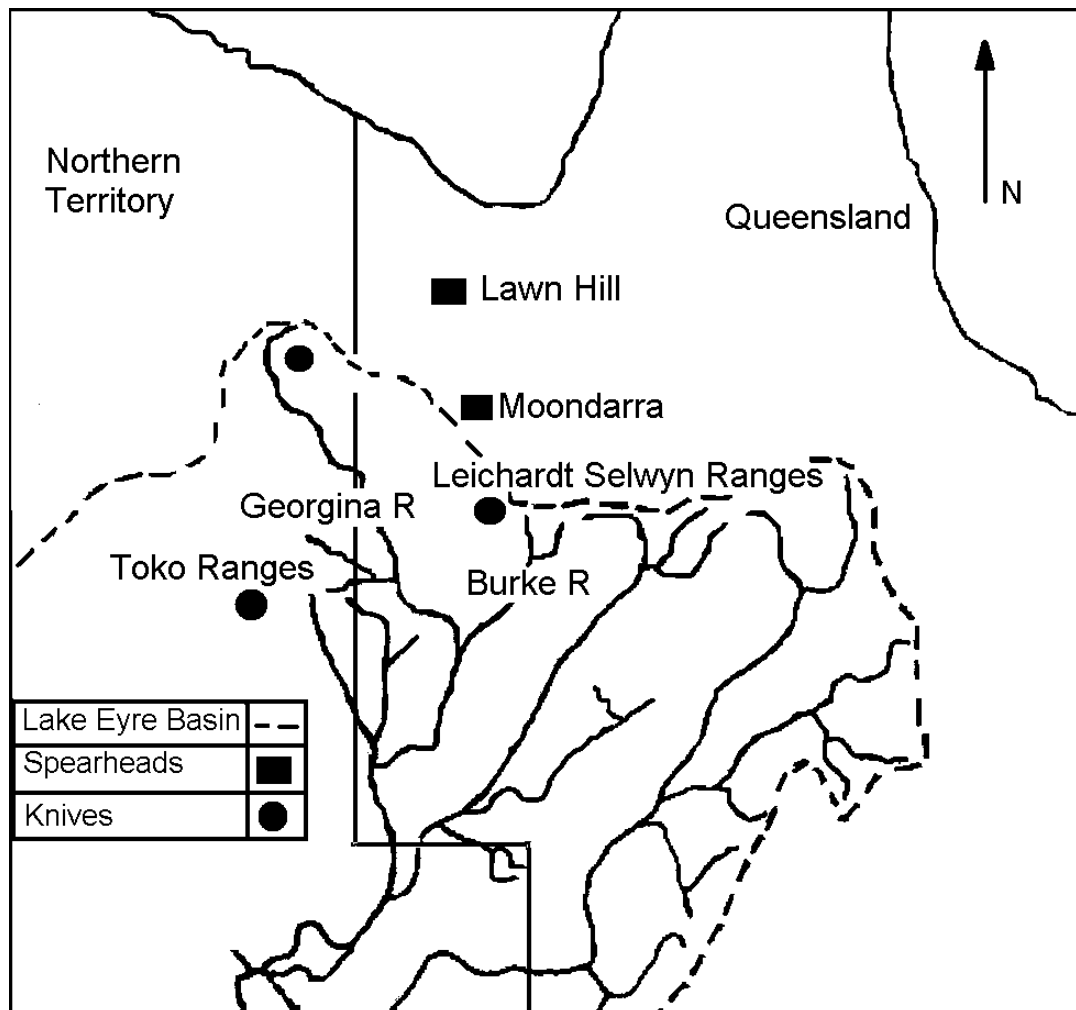 Northern
Territory
N
Queensland
Lawn Hill
Moondarra
Leichardt Selwyn Ranges
Georgina R
Toko Ranges
Burke R
Lake Eyre Basin
Spearheads
Knives